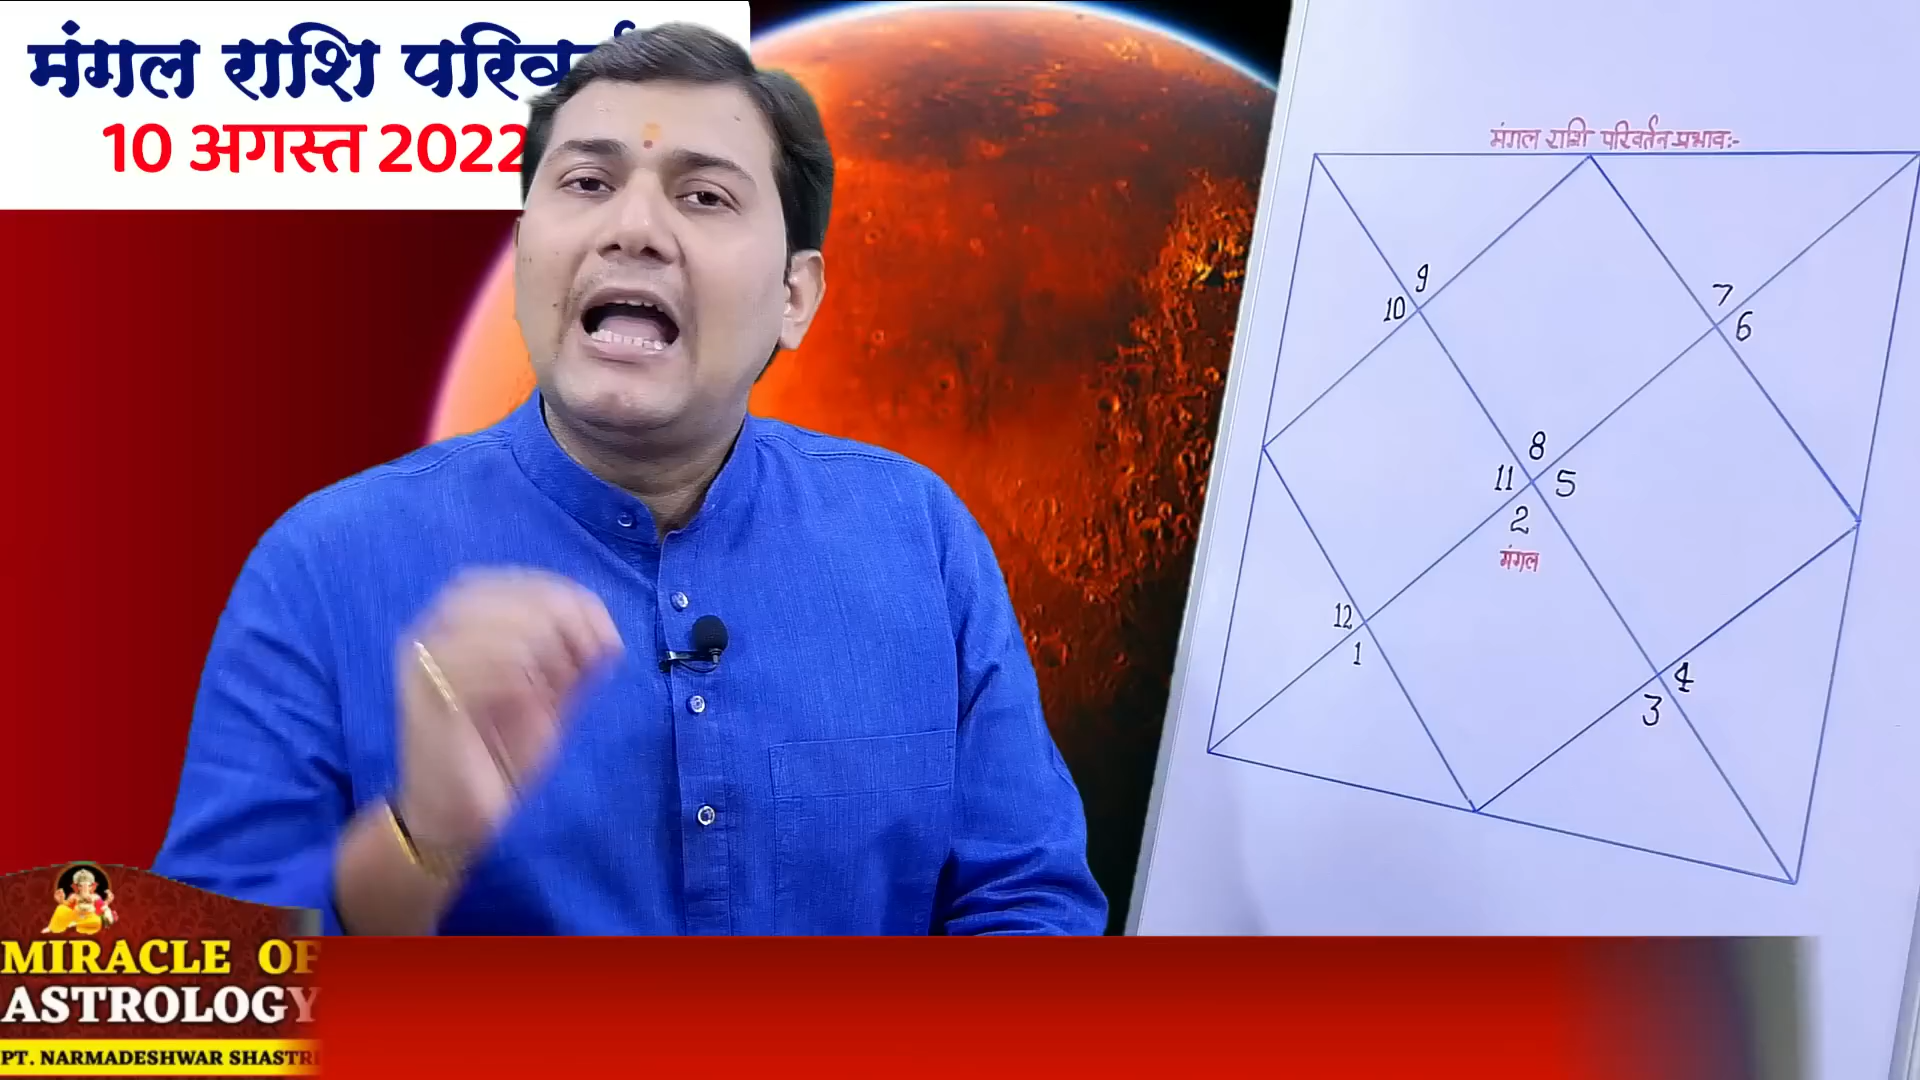 मंगल राशि
10 अगस्त 2022
मंगल राशि परिवर्तन प्रभाव:-
9
10
7
6
8
11
5
2
मंगल
12
1
4
3
MIRACLE OF
ASTROLOGY
PT. NARMADESHWAR SHASTRI